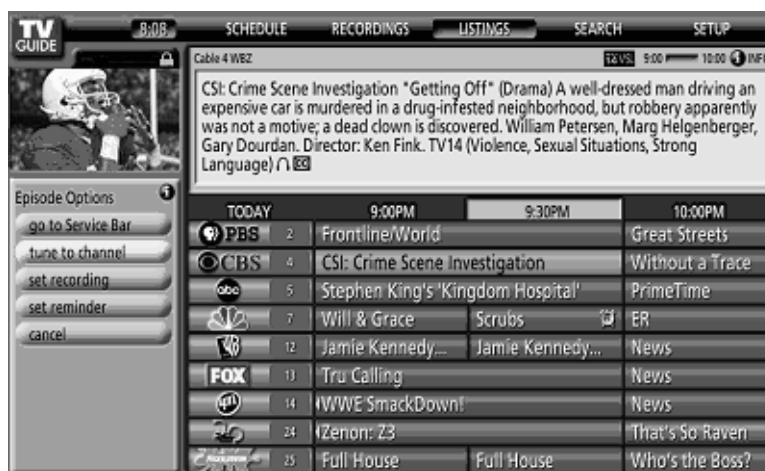 TV
GUIDE
8:08
SCHEDULE RECORDINGS LISTINGS SEARCH SETUP
Cable 4 WBZ
9:00 10:00 i INF
CSI: Crime Scene Investigation "Getting Off" (Drama) A well-dressed man driving an
expensive car is murdered in a drug-infested neighborhood, but robbery apparently
was not a motive; a dead clown is discovered. William Petersen, Marg Helgenberger,
Gary Dourdan. Director: Ken Fink. TV14 (Violence, Sexual Situations, Strong
Language) CC
Episode Options i
go to Service Bar
tune to channel
set recording
set reminder
cancel
TODAY 9:00PM 9:30PM 10:00PM
PBS 2 Frontline/World Great Streets
CBS 4 CSI: Crime Scene Investigation Without a Trace
abc 5 Stephen King's 'Kingdom Hospital' PrimeTime
7 Will & Grace Scrubs ER
WB 12 Jamie Kennedy... Jamie Kennedy... News
FOX 13 Tru Calling News
14 WWE SmackDown! News
24 Zenon: Z3 That's So Raven
25 Full House Full House Who's the Boss?